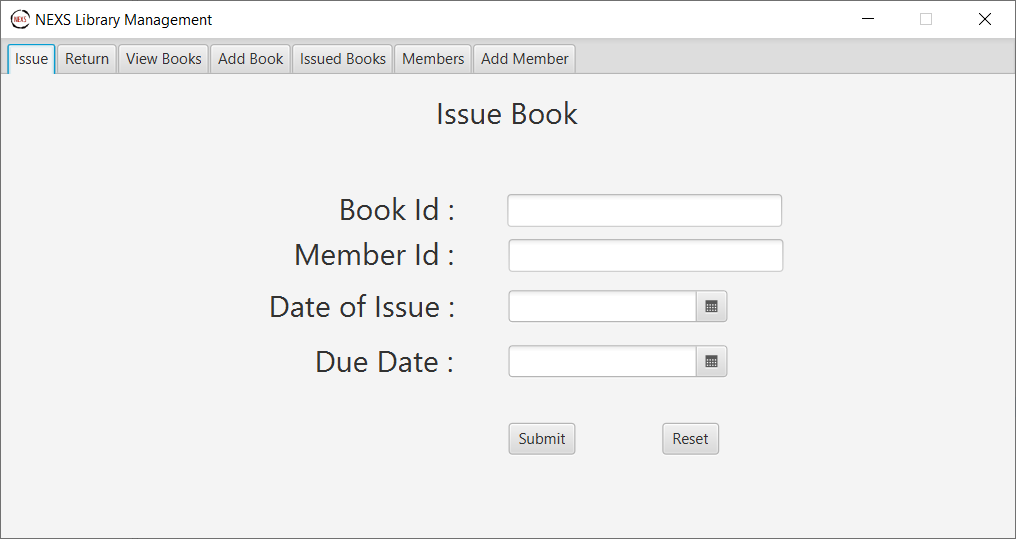 NEXS NEXS Library Management
Issue Return View Books Add Book Issued Books Members Add Member
Issue Book
Book Id :
Member Id :
Date of Issue :
Due Date :
Submit Reset